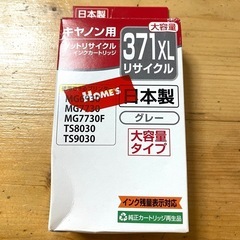 日本製
キヤノン用
ネットリサイクル
インクカートリッジ
大容量
371XL
リサイクル
HOME'S
MG7730F
TS8030
TS9030
日本製
グレー
大容量
タイプ
インク残量表示対応
純正カートリッジ再生品